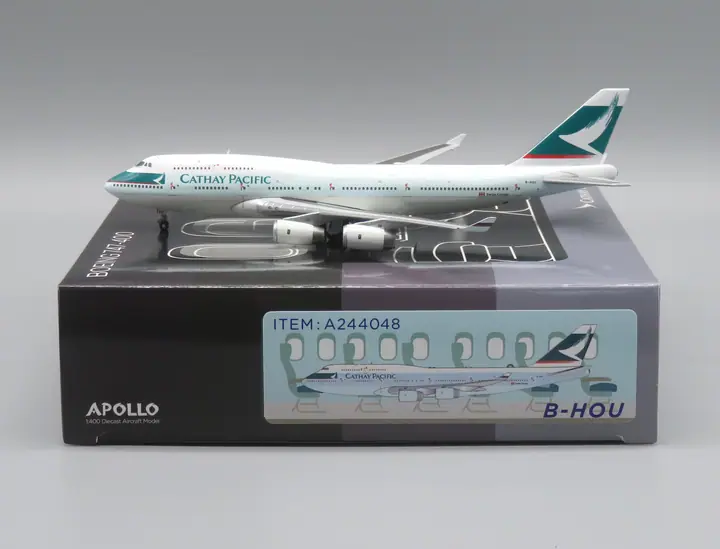 CATHAY PACIFIC
BOEING 747-400
ITEM: A244048
CATHAY PACIFIC
B-HOU
APOLLO
1:400 Diecast Aircraft Model